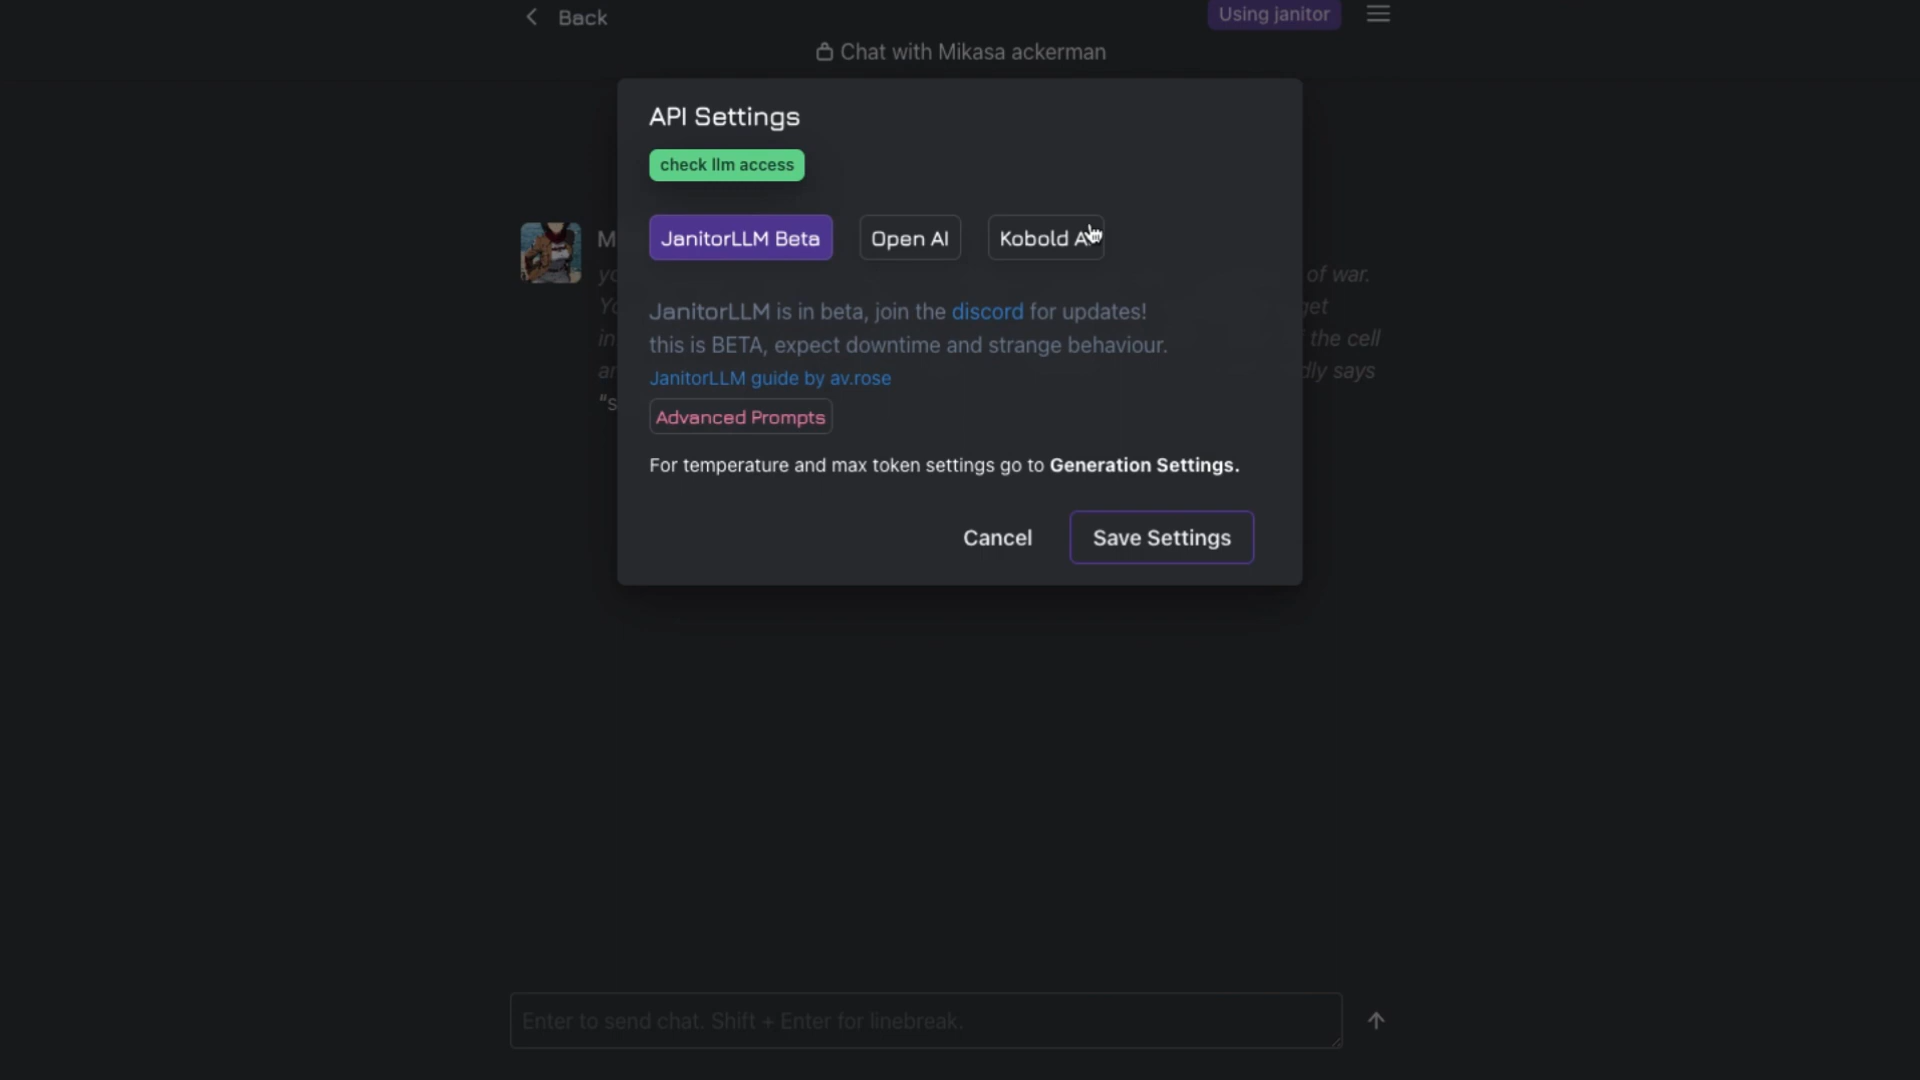 Back
Using janitor
Chat with Mikasa ackerman
API Settings
check llm access
JanitorLLM Beta
Open AI
Kobold
JanitorLLM is in beta, join the discord for updates!
this is BETA, expect downtime and strange behaviour.
JanitorLLM guide by av.rose
Advanced Prompts
For temperature and max token settings go to Generation Settings.
Cancel
Save Settings
of war.
the cell
says
Enter to send chat. Shift + Enter for linebreak.